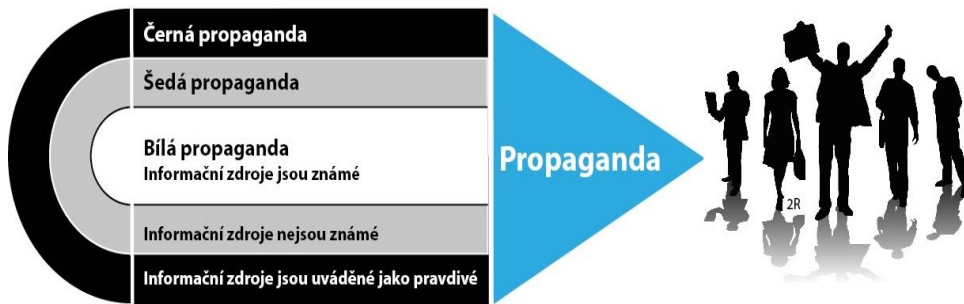 Černá propaganda
Šedá propaganda
Bílá propaganda
Informační zdroje jsou známé
Informační zdroje nejsou známé
Informační zdroje jsou uváděné jako pravdivé
Propaganda
2R